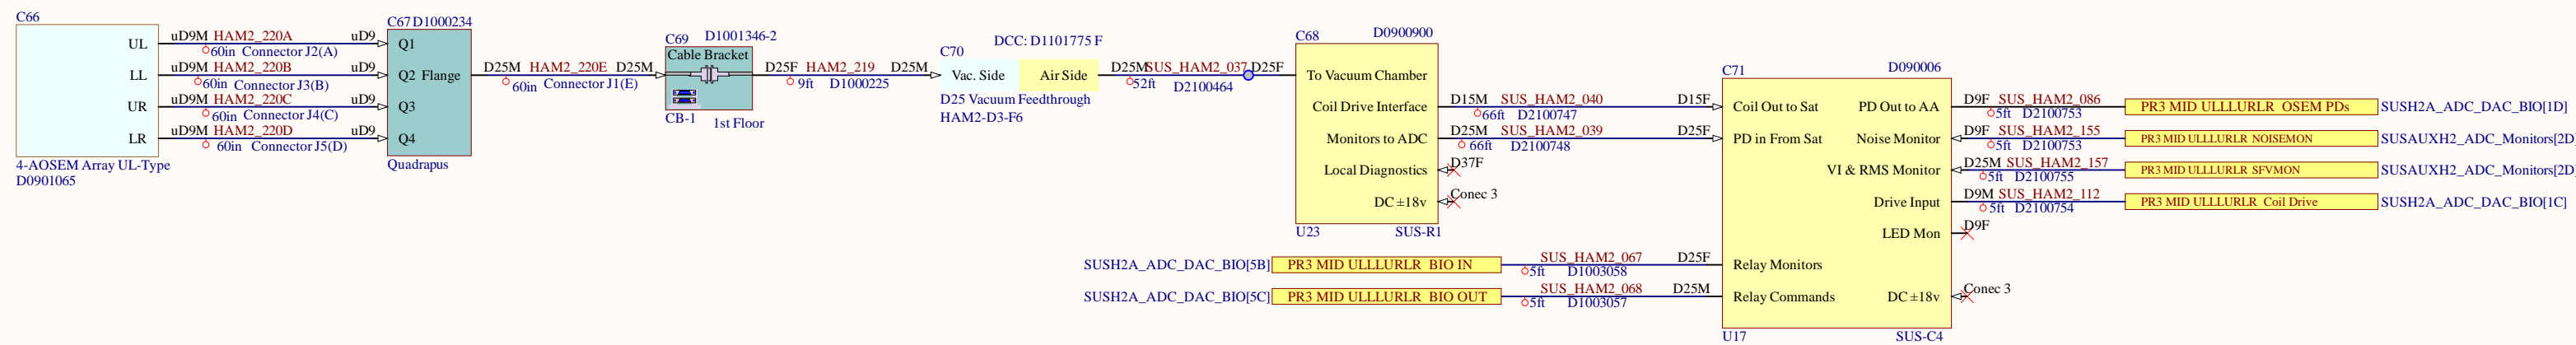 C66
UL
LL
UR
LR
4-AOSEM Array UL-Type
D0901065
uD9M HAM2_220A uD9
60in Connector J2(A)
uD9M HAM2_220B uD9
60in Connector J3(B)
uD9M HAM2_220C uD9
60in Connector J4(C)
uD9M HAM2_220D uD9
60in Connector J5(D)
C67 D1000234
Q1
Q2 Flange
Q3
Q4
Quadrapus
D25M HAM2_220E D25M
60in Connector J1(E)
C69 D1001346-2
Cable Bracket
CB-1 1st Floor
D25F HAM2_219 D25M
9ft D1000225
DCC: D1101775 F
C70
Vac. Side Air Side
D25 Vacuum Feedthrough
HAM2-D3-F6
D25M SUS_HAM2_037 D25F
52ft D2100464
C68 D0900900
To Vacuum Chamber
Coil Drive Interface
Monitors to ADC
Local Diagnostics
DC ±18v
U23 SUS-R1
D15M SUS_HAM2_040 D15F
66ft D2100747
D25M SUS_HAM2_039 D25F
66ft D2100748
D37F
Conec 3
SUSH2A_ADC_DAC_BIO[5B] PR3 MID ULLLURLR BIO IN SUS_HAM2_067 D25F
5ft D1003058
SUSH2A_ADC_DAC_BIO[5C] PR3 MID ULLLURLR BIO OUT SUS_HAM2_068 D25M
5ft D1003057
C71 D090006
Coil Out to Sat PD Out to AA
PD in From Sat Noise Monitor
VI & RMS Monitor
Drive Input
LED Mon
Relay Monitors
Relay Commands DC ±18v
U17 SUS-C4
D9F SUS_HAM2_086 PR3 MID ULLLURLR OSEM PDs SUSH2A_ADC_DAC_BIO[1D]
5ft D2100753
D9F SUS_HAM2_155 PR3 MID ULLLURLR NOISEMON SUSAUXH2_ADC_Monitors[2D]
5ft D2100753
D25M SUS_HAM2_157 PR3 MID ULLLURLR SFVMON SUSAUXH2_ADC_Monitors[2D]
5ft D2100755
D9M SUS_HAM2_112 PR3 MID ULLLURLR Coil Drive SUSH2A_ADC_DAC_BIO[1C]
5ft D2100754
D9F
Conec 3